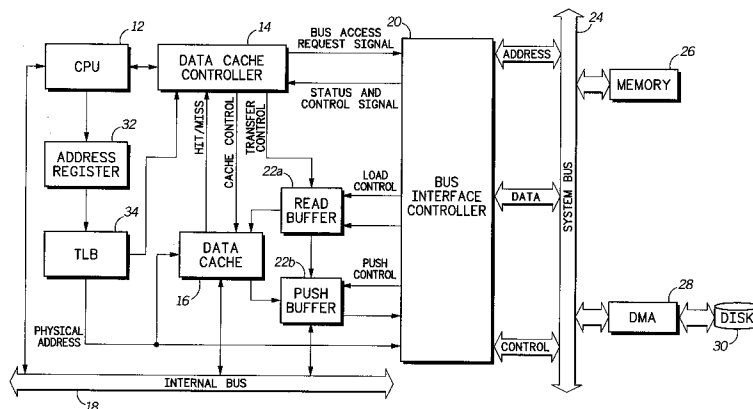 12
CPU
14
DATA CACHE
CONTROLLER
BUS ACCESS
REQUEST SIGNAL
STATUS AND
CONTROL SIGNAL
20
ADDRESS
24
26
MEMORY
HIT/MISS
CACHE CONTROL
TRANSFER
CONTROL
32
ADDRESS
REGISTER
22a
READ
BUFFER
LOAD
CONTROL
BUS
INTERFACE
CONTROLLER
DATA
SYSTEM BUS
34
TLB
DATA
CACHE
16
22b
PUSH
BUFFER
PUSH
CONTROL
28
DMA
DISK
30
PHYSICAL
ADDRESS
CONTROL
INTERNAL BUS
18